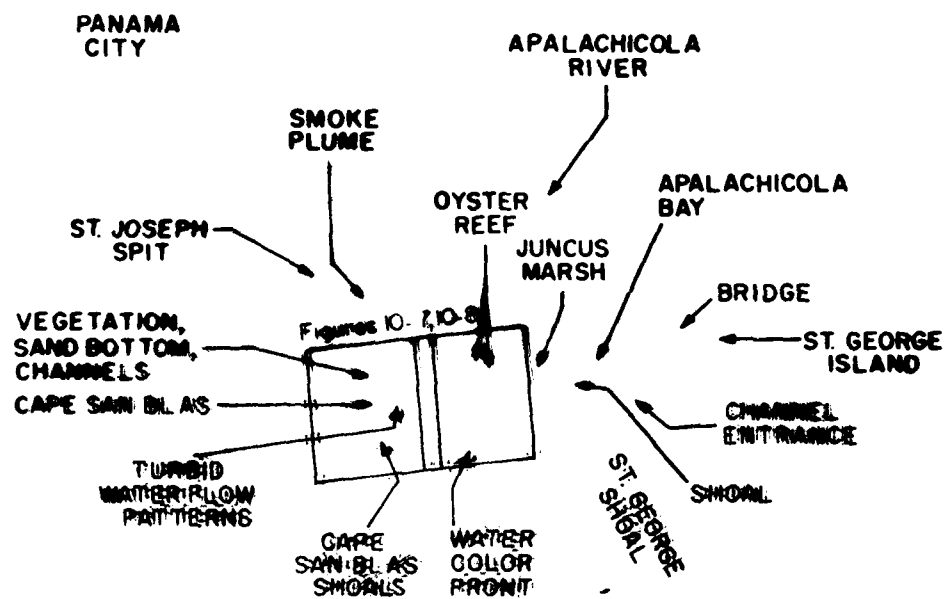 PANAMA
CITY
APALACHICOLA
RIVER
SMOKE
PLUME
OYSTER
REEF
APALACHICOLA
BAY
ST. JOSEPH
SPIT
JUNCUS
MARSH
BRIDGE
Figures 10-7, 10-8
VEGETATION,
SAND BOTTOM,
CHANNELS
ST. GEORGE
ISLAND
CAPE SAN BLAS
CHANNEL
ENTRANCE
TURBID
WATER FLOW
PATTERNS
ST. GEORGE
SHOAL
SHOAL
CAPE
SAN BLAS
SHOALS
WATER
COLOR
FRONT